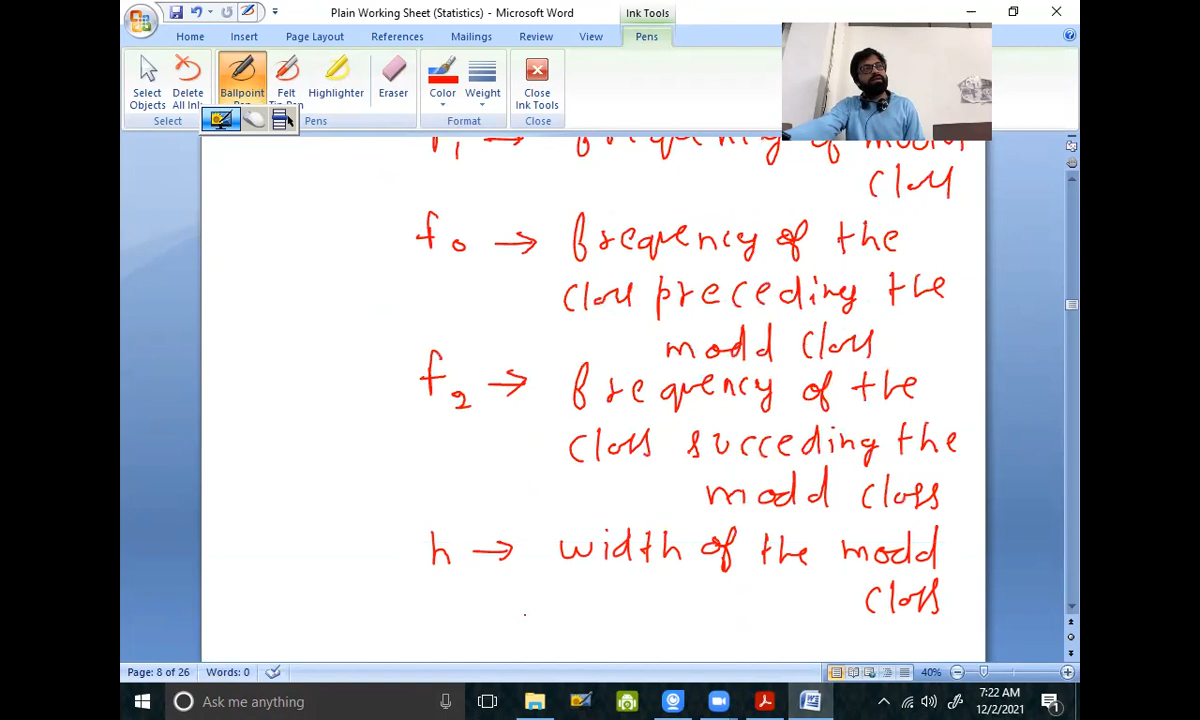 Plain Working Sheet (Statistics) - Microsoft Word
Ink Tools
Home Insert Page Layout References Mailings Review View Pens
Select Objects
Delete All Ink
Ballpoint Pen
Felt Tip Pen
Highlighter
Eraser
Color
Weight
Close Ink Tools
Select Pens Format Close
f1 → frequency of modal
class
f0 → frequency of the
class preceding the
modal class
f2 → frequency of the
class succeding the
modal class
h → width of the modal
class
Page: 8 of 26 Words: 0 40%
Ask me anything
7:22 AM
12/2/2021